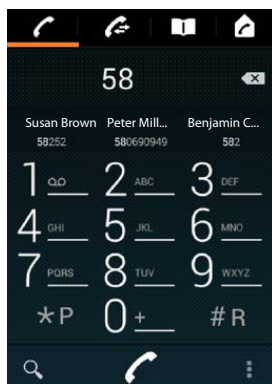 58
Susan Brown Peter Mill... Benjamin C...
58252 580690949 582
1 2 ABC 3 DEF
4 GHI 5 JKL 6 MNO
7 PQRS 8 TUV 9 WXYZ
*P 0 + #R